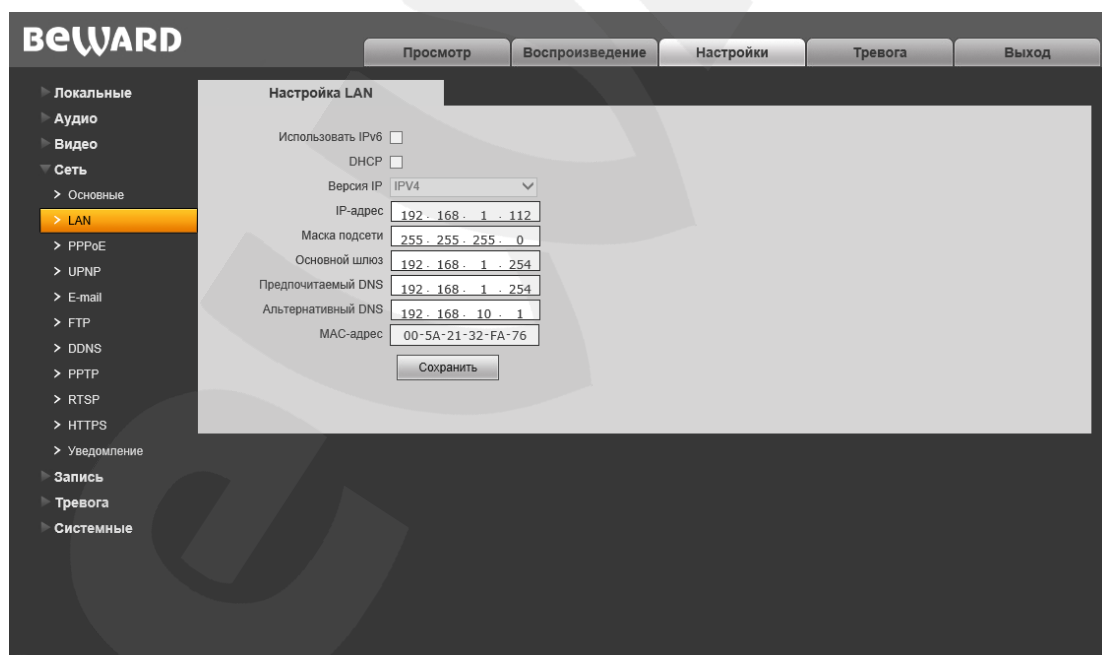 BEWARD
Просмотр
Воспроизведение
Настройки
Тревога
Выход
Локальные
Аудио
Видео
Сеть
Основные
LAN
PPPoE
UPNP
E-mail
FTP
DDNS
PPTP
RTSP
HTTPS
Уведомление
Запись
Тревога
Системные
Настройка LAN
Использовать IPv6
DHCP
Версия IP IPV4
IP-адрес 192 . 168 . 1 . 112
Маска подсети 255 . 255 . 255 . 0
Основной шлюз 192 . 168 . 1 . 254
Предпочитаемый DNS 192 . 168 . 1 . 254
Альтернативный DNS 192 . 168 . 10 . 1
MAC-адрес 00-5A-21-32-FA-76
Сохранить